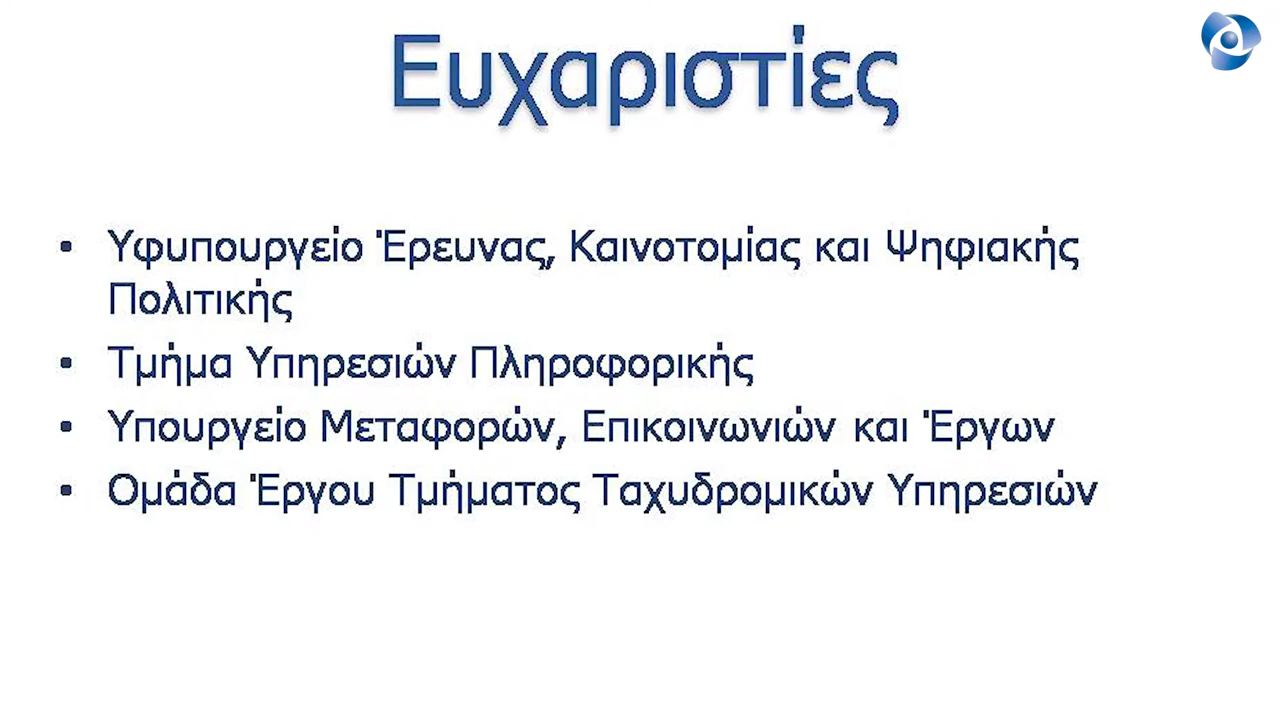 Ευχαριστίες
• Υφυπουργείο Έρευνας, Καινοτομίας και Ψηφιακής
Πολιτικής
• Τμήμα Υπηρεσιών Πληροφορικής
• Υπουργείο Μεταφορών, Επικοινωνιών και Έργων
• Ομάδα Έργου Τμήματος Ταχυδρομικών Υπηρεσιών